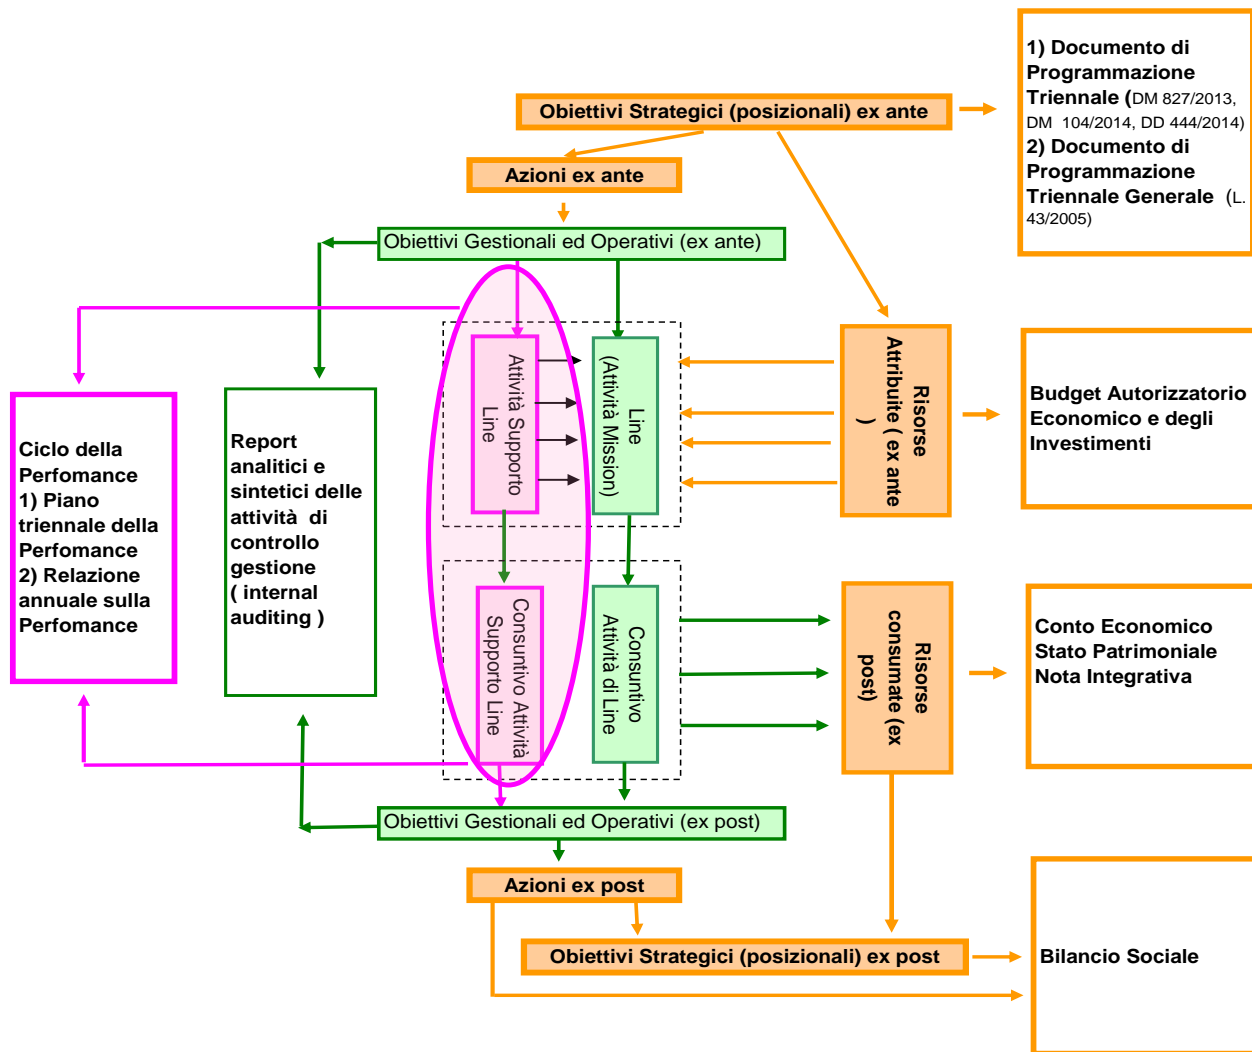 1) Documento di
Programmazione
Triennale (DM 827/2013,
DM 104/2014, DD 444/2014)
2) Documento di
Programmazione
Triennale Generale (L.
43/2005)
Obiettivi Strategici (posizionali) ex ante
Azioni ex ante
Obiettivi Gestionali ed Operativi (ex ante)
Attività Supporto
Line
Line
(Attività Mission)
Risorse
Attribuite ( ex ante
)
Budget Autorizzatorio
Economico e degli
Investimenti
Ciclo della
Perfomance
1) Piano
triennale della
Perfomance
2) Relazione
annuale sulla
Perfomance
Report
analitici e
sintetici delle
attività di
controllo
gestione
( internal
auditing )
Consuntivo Attività
Supporto Line
Consuntivo
Attività di Line
Risorse
consumate (ex
post)
Conto Economico
Stato Patrimoniale
Nota Integrativa
Obiettivi Gestionali ed Operativi (ex post)
Azioni ex post
Obiettivi Strategici (posizionali) ex post
Bilancio Sociale